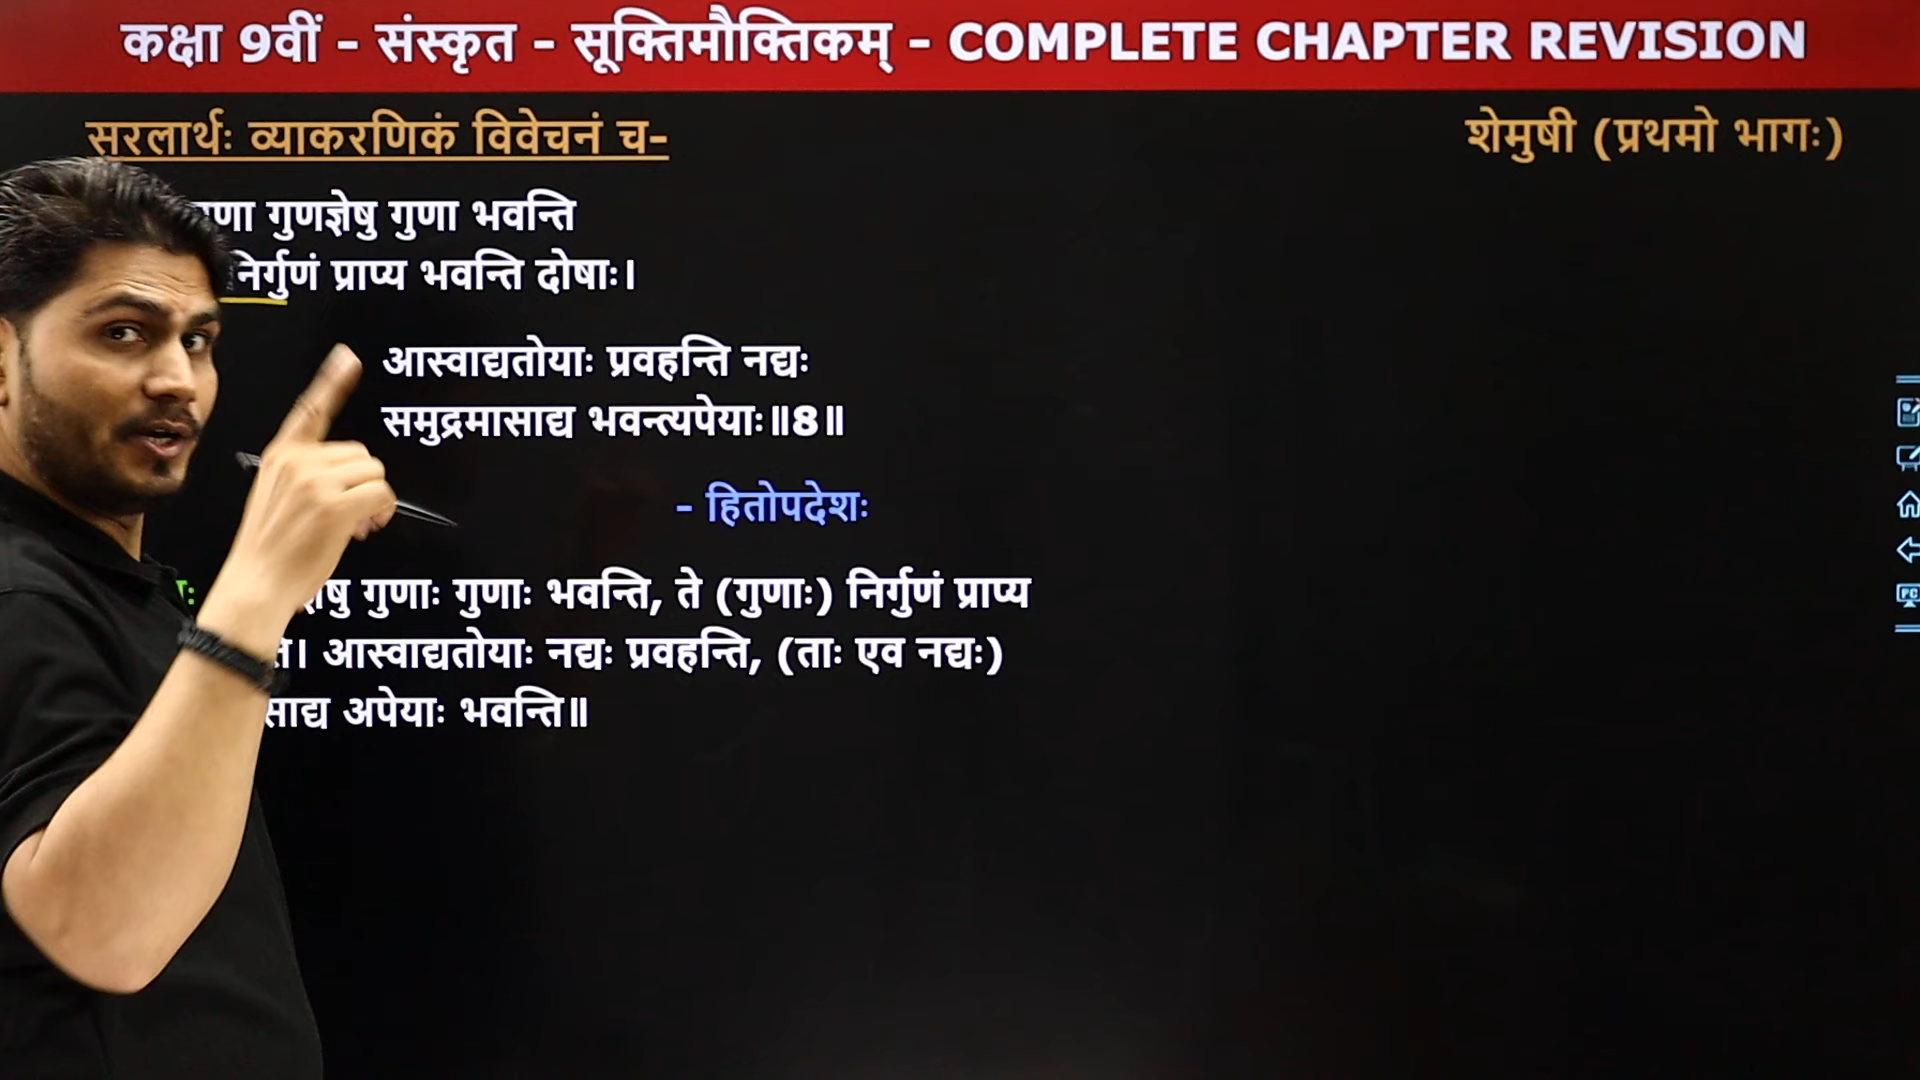 कक्षा 9वीं - संस्कृत - सूक्तिमौक्तिकम् - COMPLETE CHAPTER REVISION
सरलार्थः व्याकरणिकं विवेचनं च-
शेमुषी (प्रथमो भागः)
गुणज्ञेषु गुणा भवन्ति
निर्गुणं प्राप्य भवन्ति दोषाः।
आस्वाद्यतोयाः प्रवहन्ति नद्यः
समुद्रमासाद्य भवन्त्यपेयाः॥8॥
- हितोपदेशः
गुणाः गुणाः भवन्ति, ते (गुणाः) निर्गुणं प्राप्य
आस्वाद्यतोयाः नद्यः प्रवहन्ति, (ताः एव नद्यः)
अपेयाः भवन्ति॥
PC